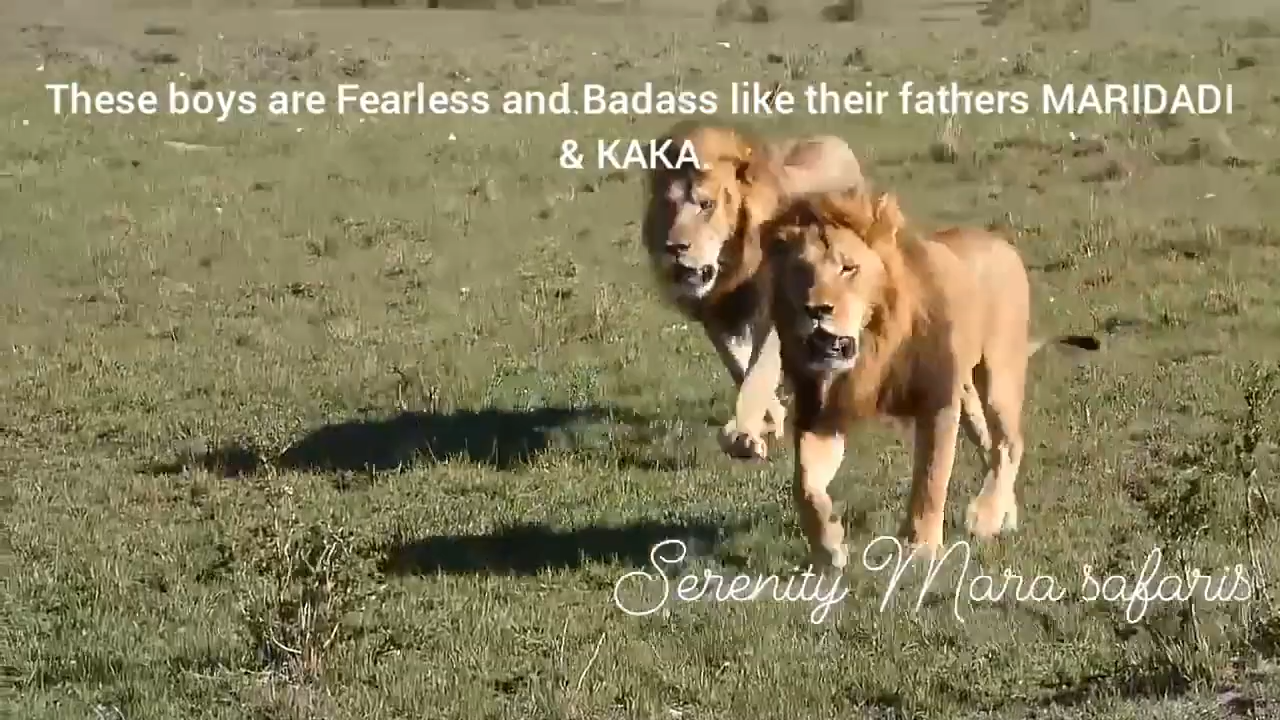 These boys are Fearless and Badass like their fathers MARIDADI
& KAKA.
Serenity Mara safaris